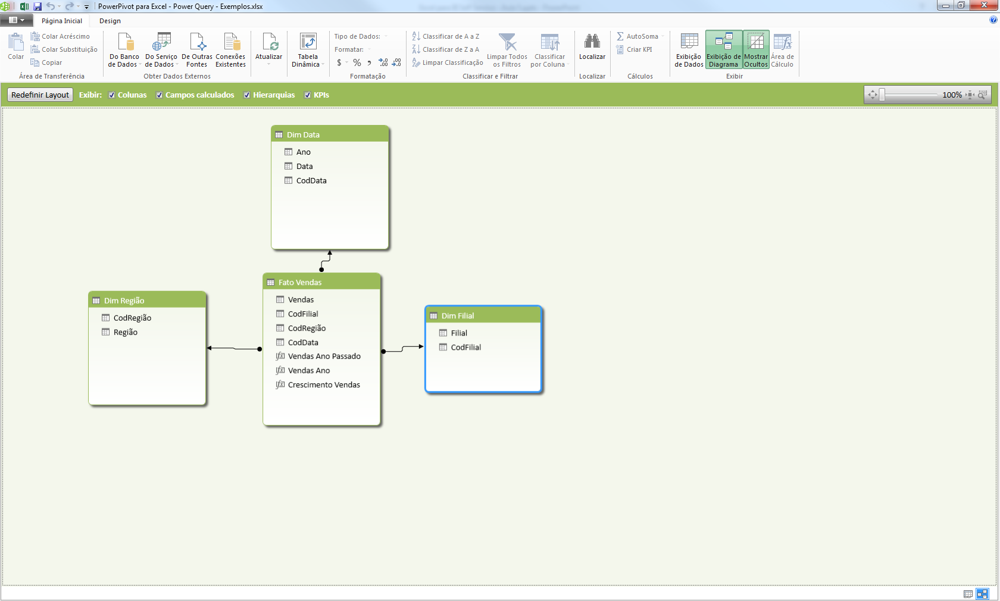 PowerPivot para Excel - Power Query - Exemplos.xlsx
Página Inicial
Design
Colar
Colar Acréscimo
Colar Substituição
Copiar
Área de Transferência
Do Banco
de Dados
Do Serviço
de Dados
De Outras
Fontes
Conexões
Existentes
Obter Dados Externos
Atualizar
Tabela
Dinâmica
Tipo de Dados:
Formatar:
$ % , .00 .00
Formatação
Classificar de A a Z
Classificar de Z a A
Limpar Classificação
Limpar Todos
os Filtros
Classificar
por Coluna
Classificar e Filtrar
Localizar
Localizar
AutoSoma
Criar KPI
Cálculos
Exibição
de Dados
Exibição de
Diagrama
Mostrar
Ocultos
Área de
Cálculo
Exibir
Redefinir Layout
Exibir:
Colunas
Campos calculados
Hierarquias
KPIs
100%
Dim Data
Ano
Data
CodData
Fato Vendas
Vendas
CodFilial
CodRegião
CodData
Vendas Ano Passado
Vendas Ano
Crescimento Vendas
Dim Região
CodRegião
Região
Dim Filial
Filial
CodFilial